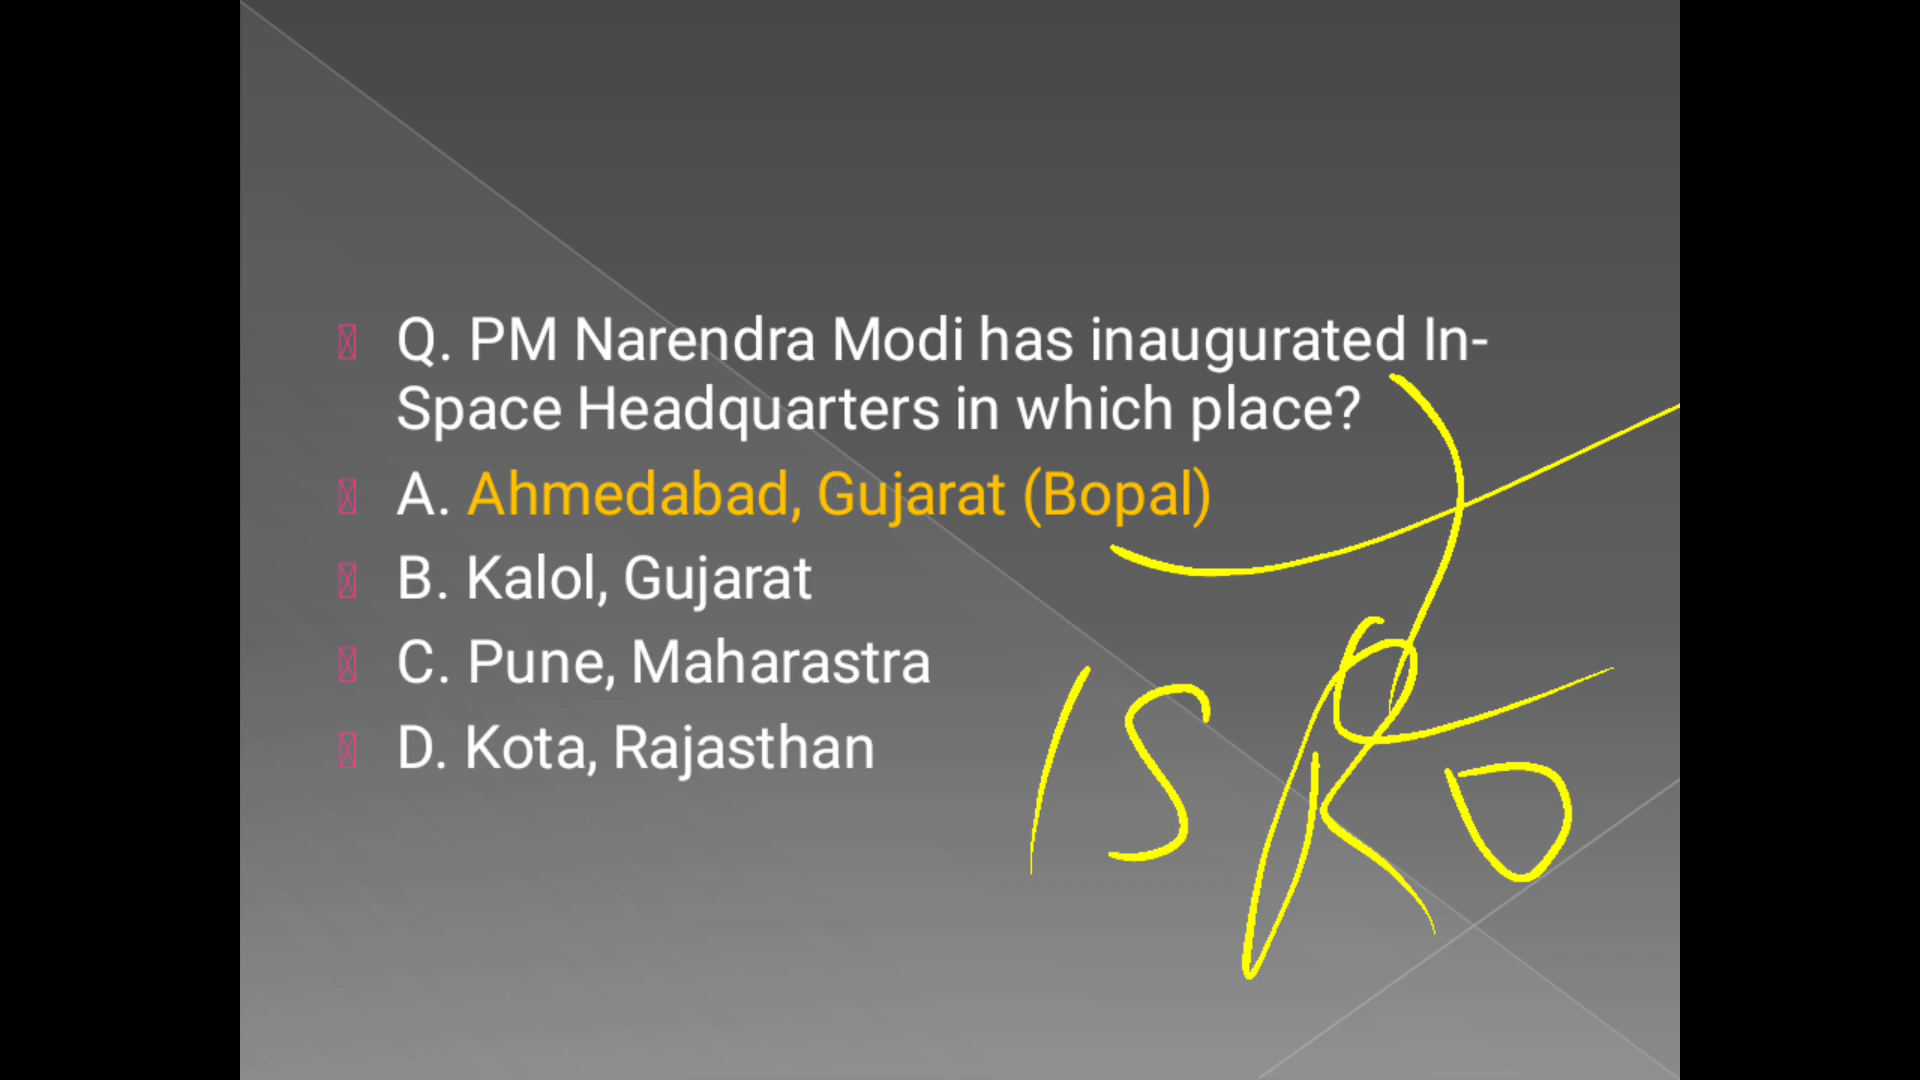 Q. PM Narendra Modi has inaugurated In-
Space Headquarters in which place?
A. Ahmedabad, Gujarat (Bopal)
B. Kalol, Gujarat
C. Pune, Maharastra
D. Kota, Rajasthan
ISRO